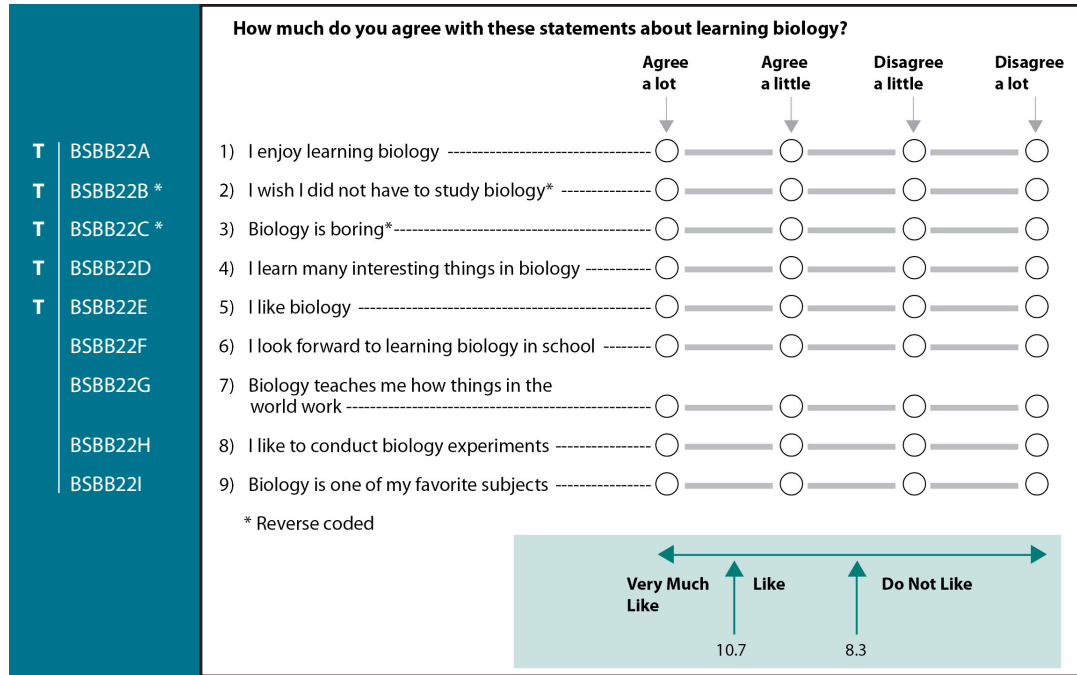 How much do you agree with these statements about learning biology?
Agree a lot
Agree a little
Disagree a little
Disagree a lot
T BSBB22A 1) I enjoy learning biology
T BSBB22B * 2) I wish I did not have to study biology*
T BSBB22C * 3) Biology is boring*
T BSBB22D 4) I learn many interesting things in biology
T BSBB22E 5) I like biology
BSBB22F 6) I look forward to learning biology in school
BSBB22G 7) Biology teaches me how things in the
world work
BSBB22H 8) I like to conduct biology experiments
BSBB22I 9) Biology is one of my favorite subjects
* Reverse coded
Very Much Like
Like
Do Not Like
10.7
8.3